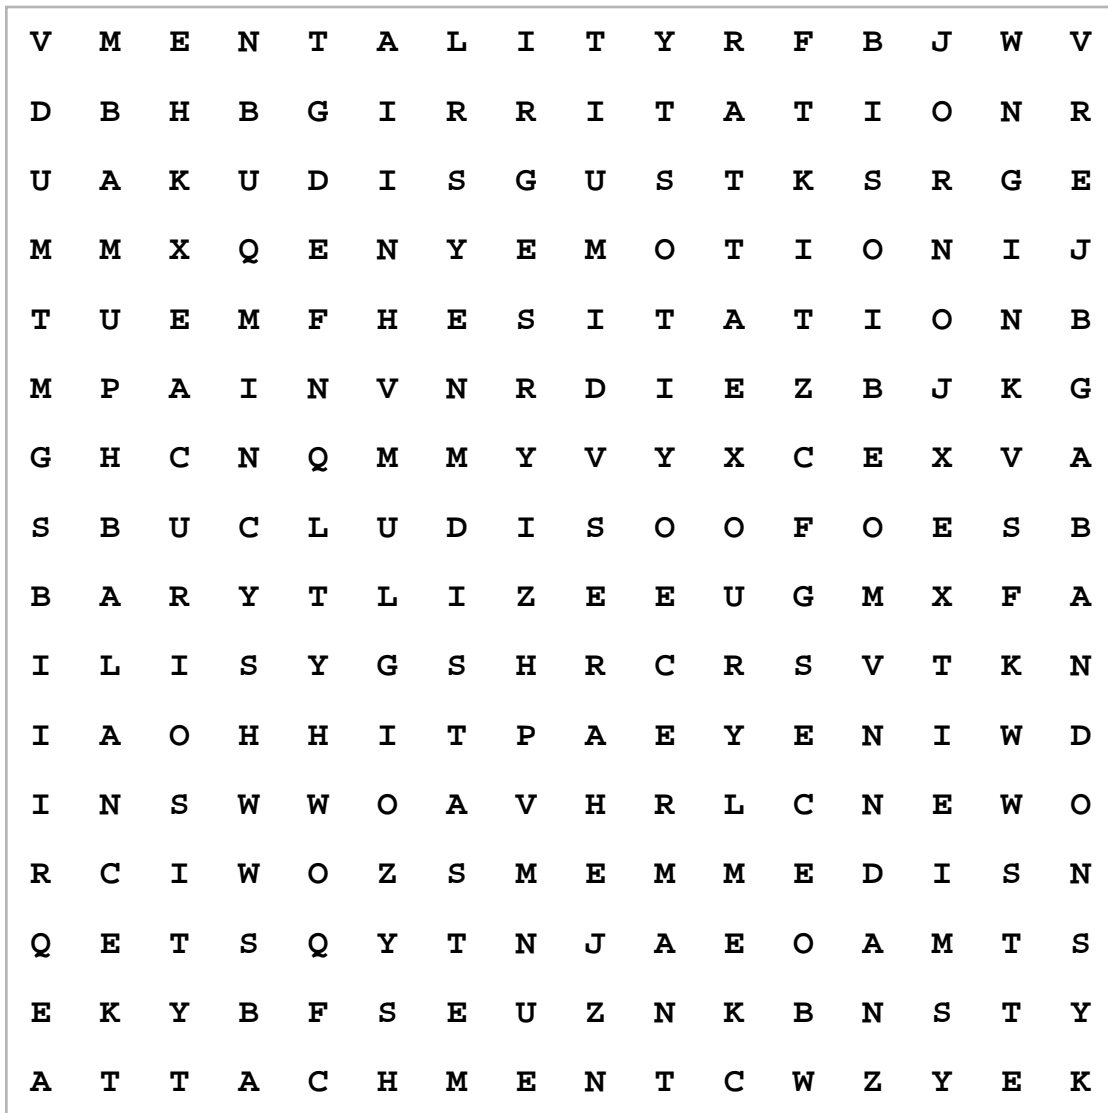 V M E N T A L I T Y R F B J W V
D B H B G I R R I T A T I O N R
U A K U D I S G U S T K S R G E
M M X Q E N Y E M O T I O N I J
T U E M F H E S I T A T I O N B
M P A I N V N R D I E Z B J K G
G H C N Q M M Y V Y X C E X V A
S B U C L U D I S O O F O E S B
B A R Y T L I Z E E U G M X F A
I L I S Y G S H R C R S V T K N
I A O H H I T P A E Y E N I W D
I N S W W O A V H R L C N E W O
R C I W O Z S M E M M E D I S N
Q E T S Q Y T N J A E O A M T S
E K Y B F S E U Z N K B N S T Y
A T T A C H M E N T C W Z Y E K